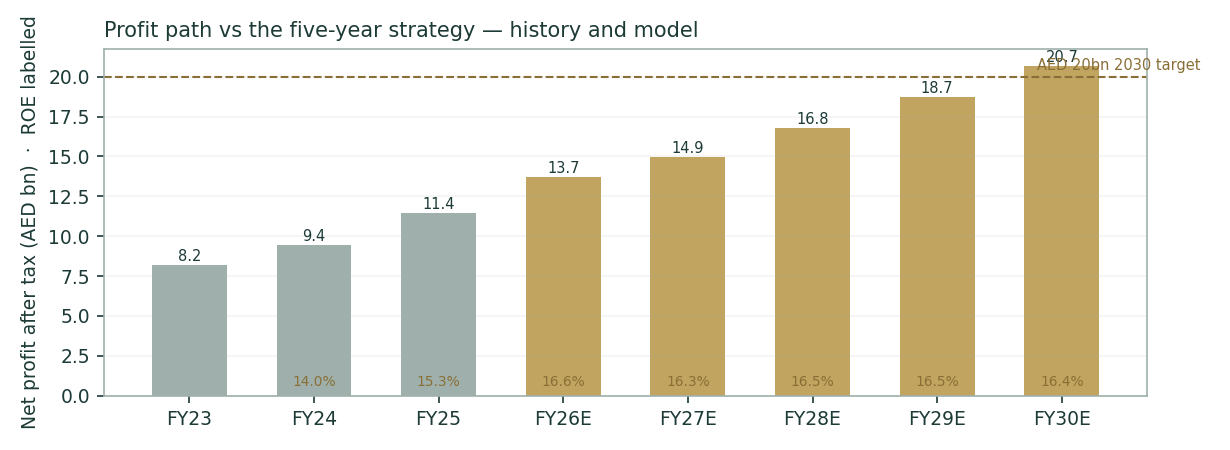 Profit path vs the five-year strategy — history and model
Net profit after tax (AED bn)  ·  ROE labelled
20.0
17.5
15.0
12.5
10.0
7.5
5.0
2.5
0.0
AED 20bn 2030 target
8.2
9.4
11.4
13.7
14.9
16.8
18.7
20.7
14.0%
15.3%
16.6%
16.3%
16.5%
16.5%
16.4%
FY23
FY24
FY25
FY26E
FY27E
FY28E
FY29E
FY30E